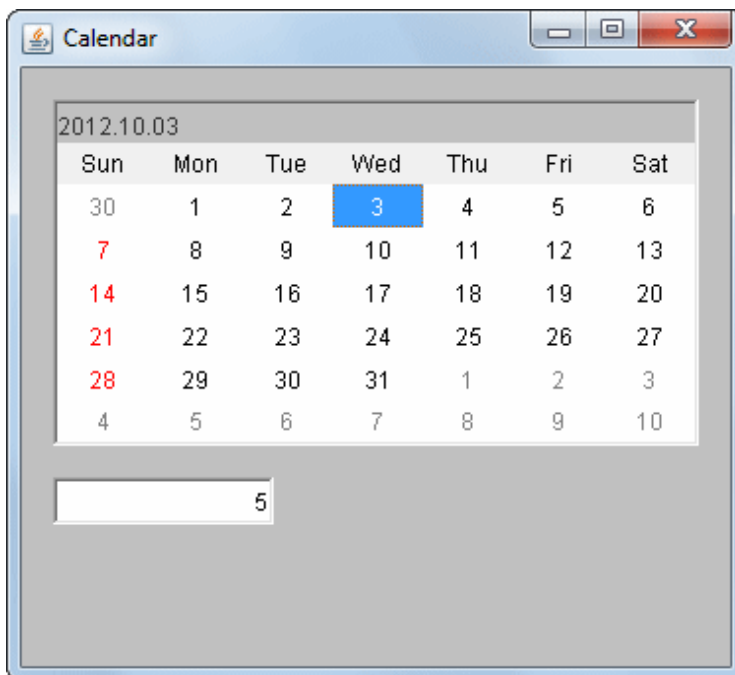 Calendar
2012.10.03
Sun Mon Tue Wed Thu Fri Sat
30 1 2 3 4 5 6
7 8 9 10 11 12 13
14 15 16 17 18 19 20
21 22 23 24 25 26 27
28 29 30 31 1 2 3
4 5 6 7 8 9 10
5